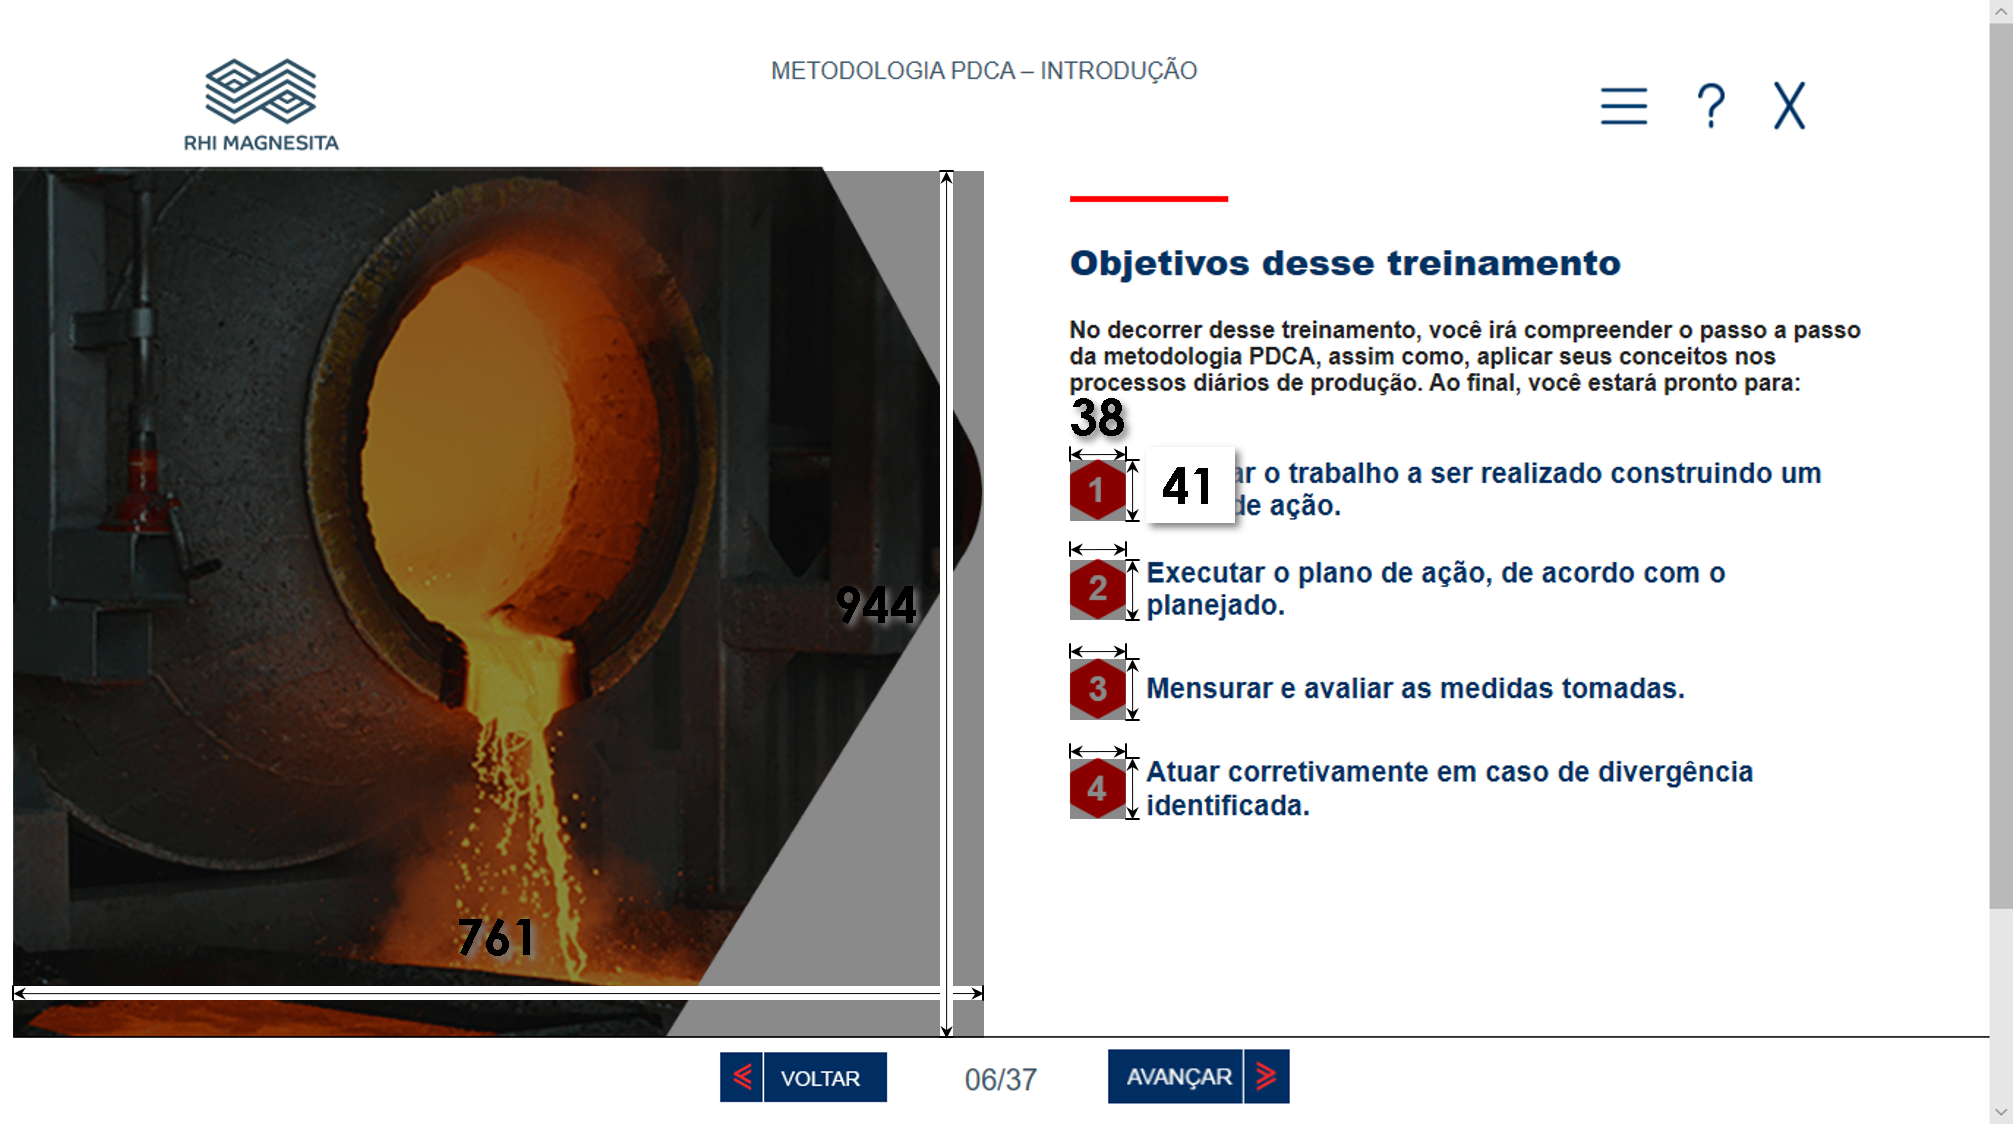 METODOLOGIA PDCA – INTRODUÇÃO
? X
RHI MAGNESITA
Objetivos desse treinamento
No decorrer desse treinamento, você irá compreender o passo a passo
da metodologia PDCA, assim como, aplicar seus conceitos nos
processos diários de produção. Ao final, você estará pronto para:
38
1 41 o trabalho a ser realizado construindo um
de ação.
2 Executar o plano de ação, de acordo com o
planejado.
944
3 Mensurar e avaliar as medidas tomadas.
4 Atuar corretivamente em caso de divergência
identificada.
761
VOLTAR
06/37
AVANÇAR